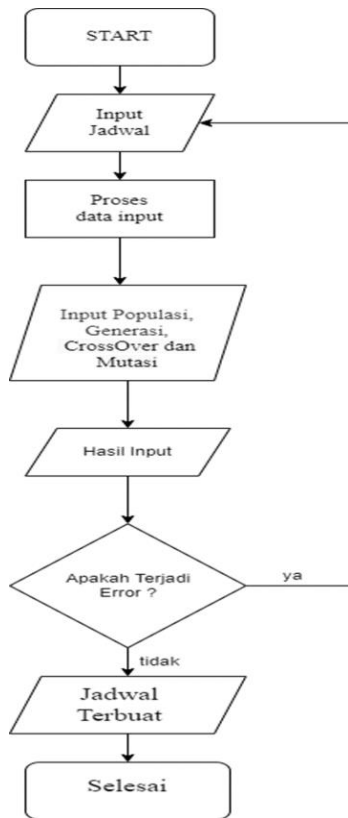 START
Input
Jadwal
Proses
data input
Input Populasi,
Generasi,
CrossOver dan
Mutasi
Hasil Input
Apakah Terjadi
Error ?
ya
tidak
Jadwal
Terbuat
Selesai